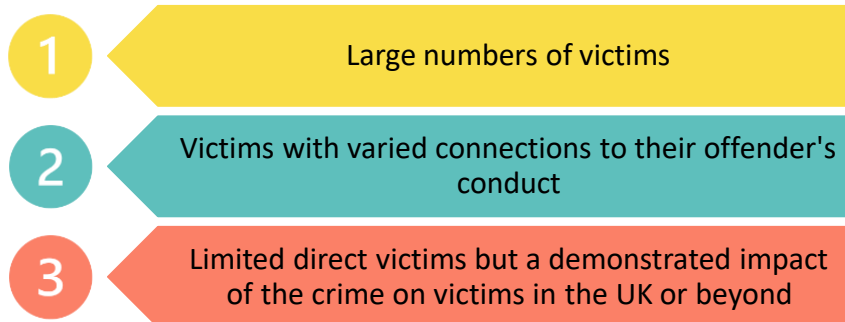 1
Large numbers of victims
2
Victims with varied connections to their offender's
conduct
3
Limited direct victims but a demonstrated impact
of the crime on victims in the UK or beyond